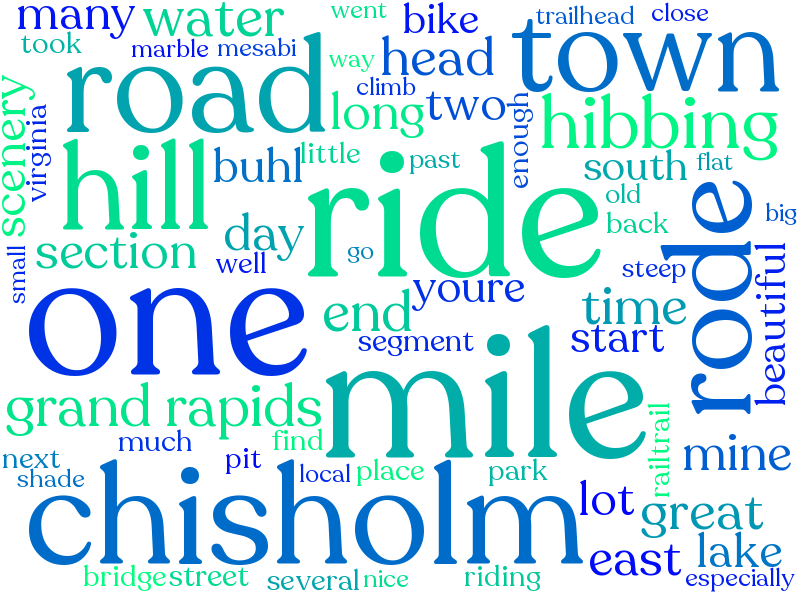 many
water
went
bike
trailhead
close
took
marble
mesabi
way
head
town
road
climb
long
two
enough
hibbing
scenery
virginia
hill
buhl
little
ride
past
south
flat
old
back
rode
big
section
day
well
go
small
steep
beautiful
one
end
youre
time
segment
start
mile
grand rapids
much
find
railtrail
mine
next
shade
pit
local
place
park
chisholm
lot
great
east
lake
bridge
street
several
nice
riding
especially